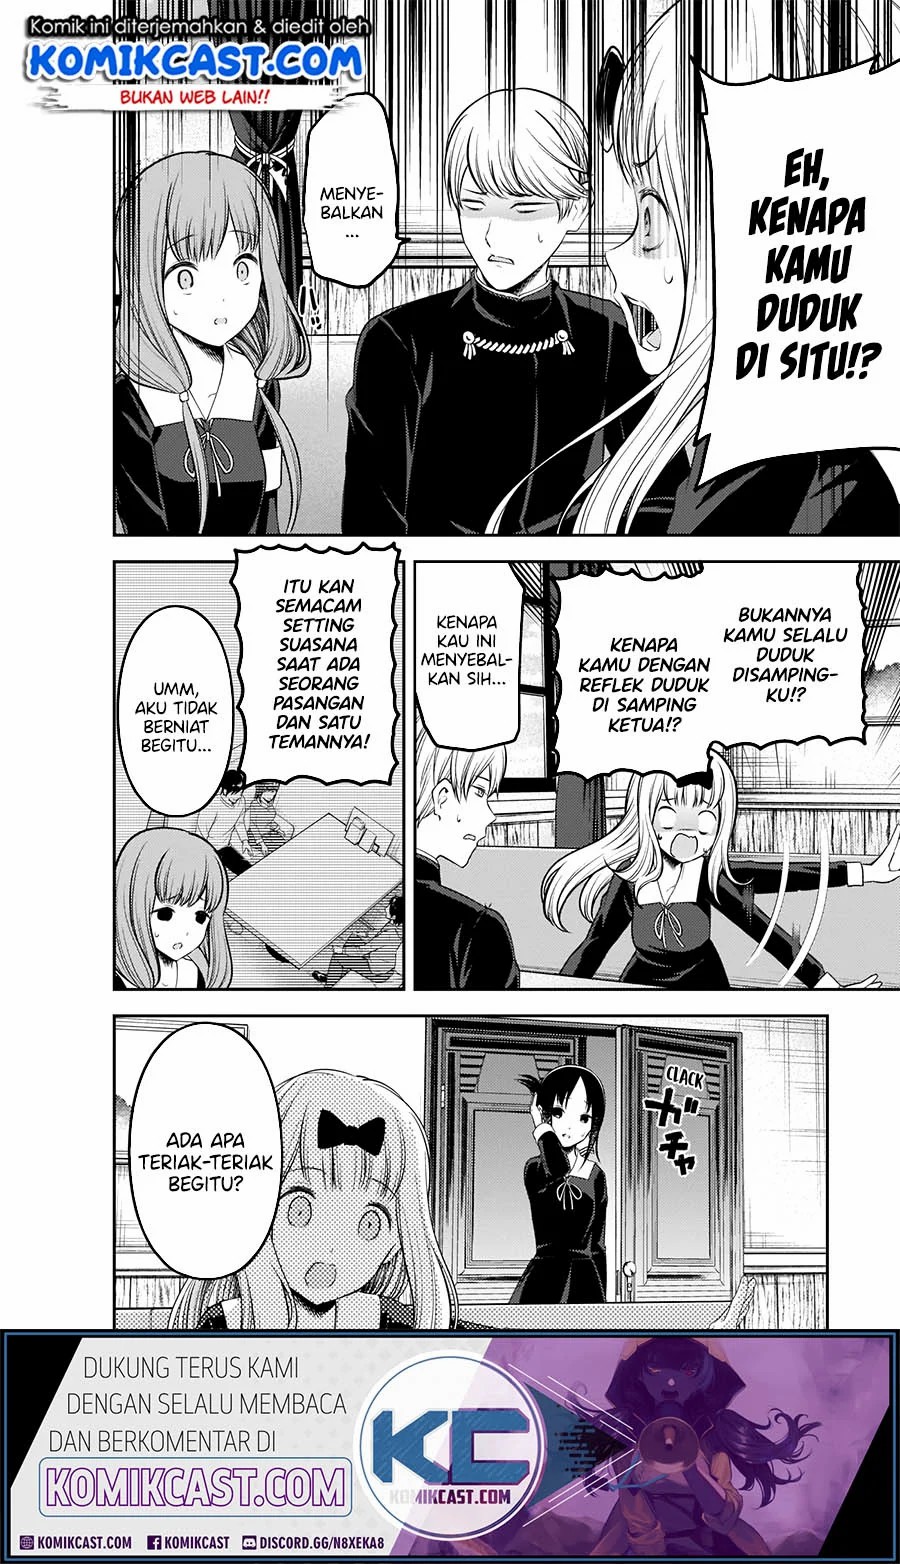 Komik ini diterjemahkan & diedit oleh
KOMIKCAST.COM
BUKAN WEB LAIN!!
EH,
KENAPA
KAMU
DUDUK
DI SITU!?
MENYE-
BALKAN
...
BUKANNYA
KAMU SELALU
DUDUK
DISAMPING-
KU!?
KENAPA
KAMU DENGAN
REFLEK DUDUK
DI SAMPING
KETUA!?
KENAPA
KAU INI
MENYEBAL-
KAN SIH...
ITU KAN
SEMACAM
SETTING
SUASANA
SAAT ADA
SEORANG
PASANGAN
DAN SATU
TEMANNYA!
UMM,
AKU TIDAK
BERNIAT
BEGITU...
CLACK
ガチャ
ADA APA
TERIAK-TERIAK
BEGITU?
DUKUNG TERUS KAMI
DENGAN SELALU MEMBACA
DAN BERKOMENTAR DI
KOMIKCAST.COM
KC
KOMIKCAST.COM
KOMIKCAST.COM
KOMIKCAST
DISCORD.GG/N8XEKA8